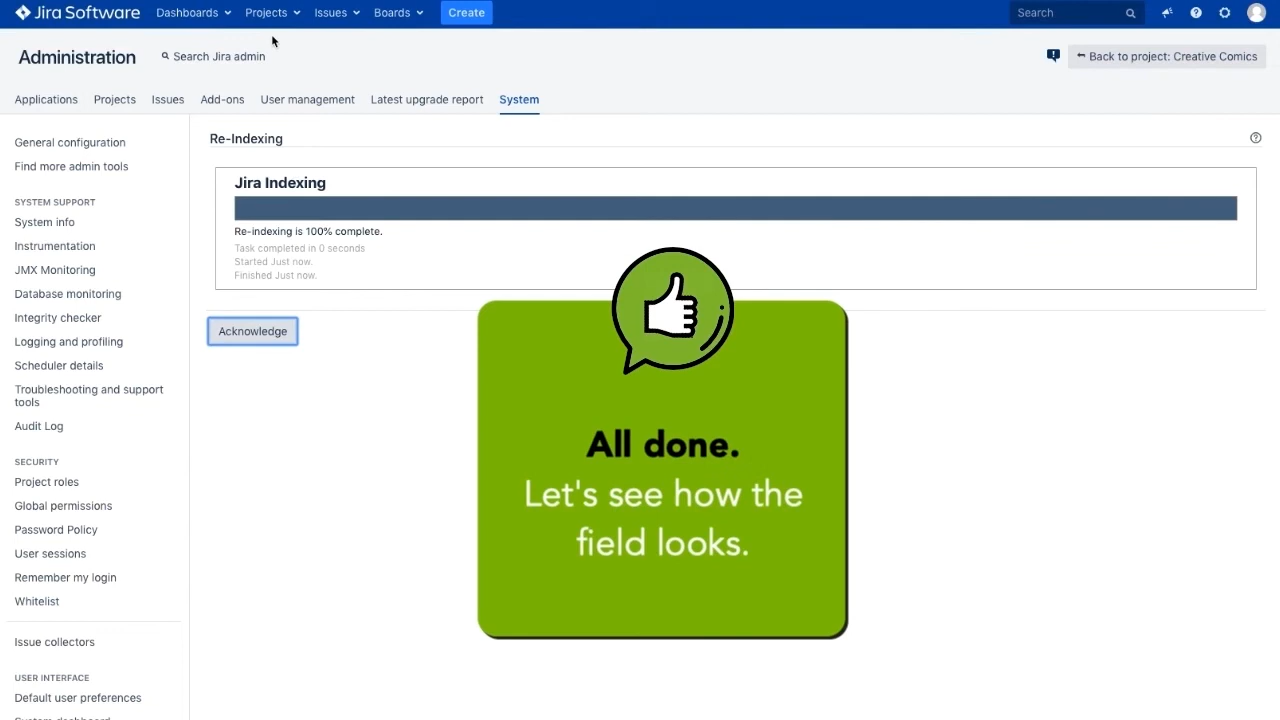 Jira Software Dashboards Projects Issues Boards Create Search
Administration Search Jira admin Back to project: Creative Comics
Applications Projects Issues Add-ons User management Latest upgrade report System
General configuration
Find more admin tools
SYSTEM SUPPORT
System info
Instrumentation
JMX Monitoring
Database monitoring
Integrity checker
Logging and profiling
Scheduler details
Troubleshooting and support
tools
Audit Log
SECURITY
Project roles
Global permissions
Password Policy
User sessions
Remember my login
Whitelist
Issue collectors
USER INTERFACE
Default user preferences
System dashboard
Re-Indexing
Jira Indexing
Re-indexing is 100% complete.
Task completed in 0 seconds
Started Just now.
Finished Just now.
Acknowledge
All done.
Let's see how the
field looks.